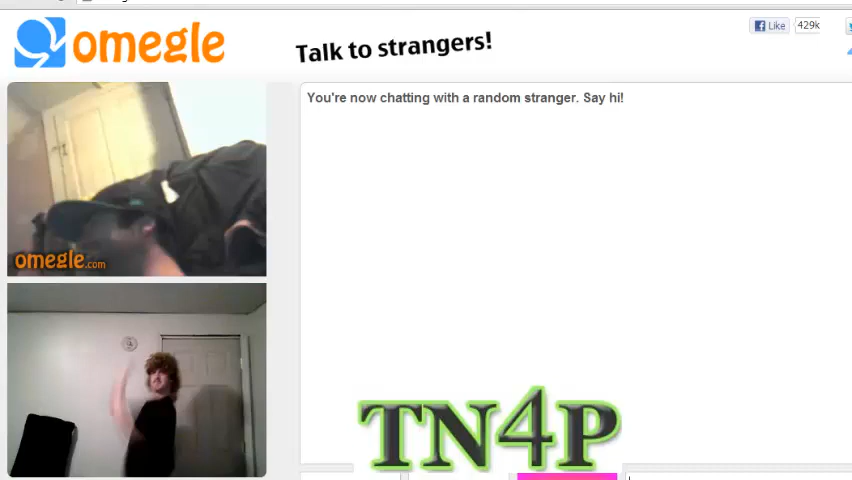 omegle
Talk to strangers!
Like
429k
You're now chatting with a random stranger. Say hi!
omegle.com
TN4P